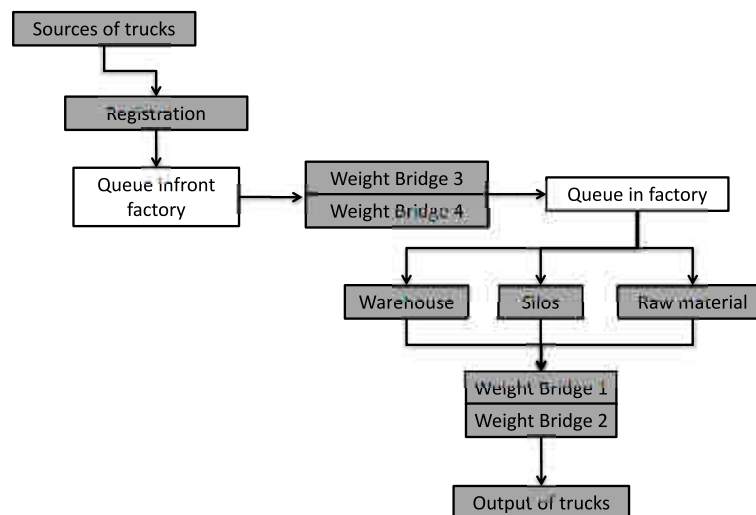 Sources of trucks
Registration
Queue infront
factory
Weight Bridge 3
Weight Bridge 4
Queue in factory
Warehouse
Silos
Raw material
Weight Bridge 1
Weight Bridge 2
Output of trucks